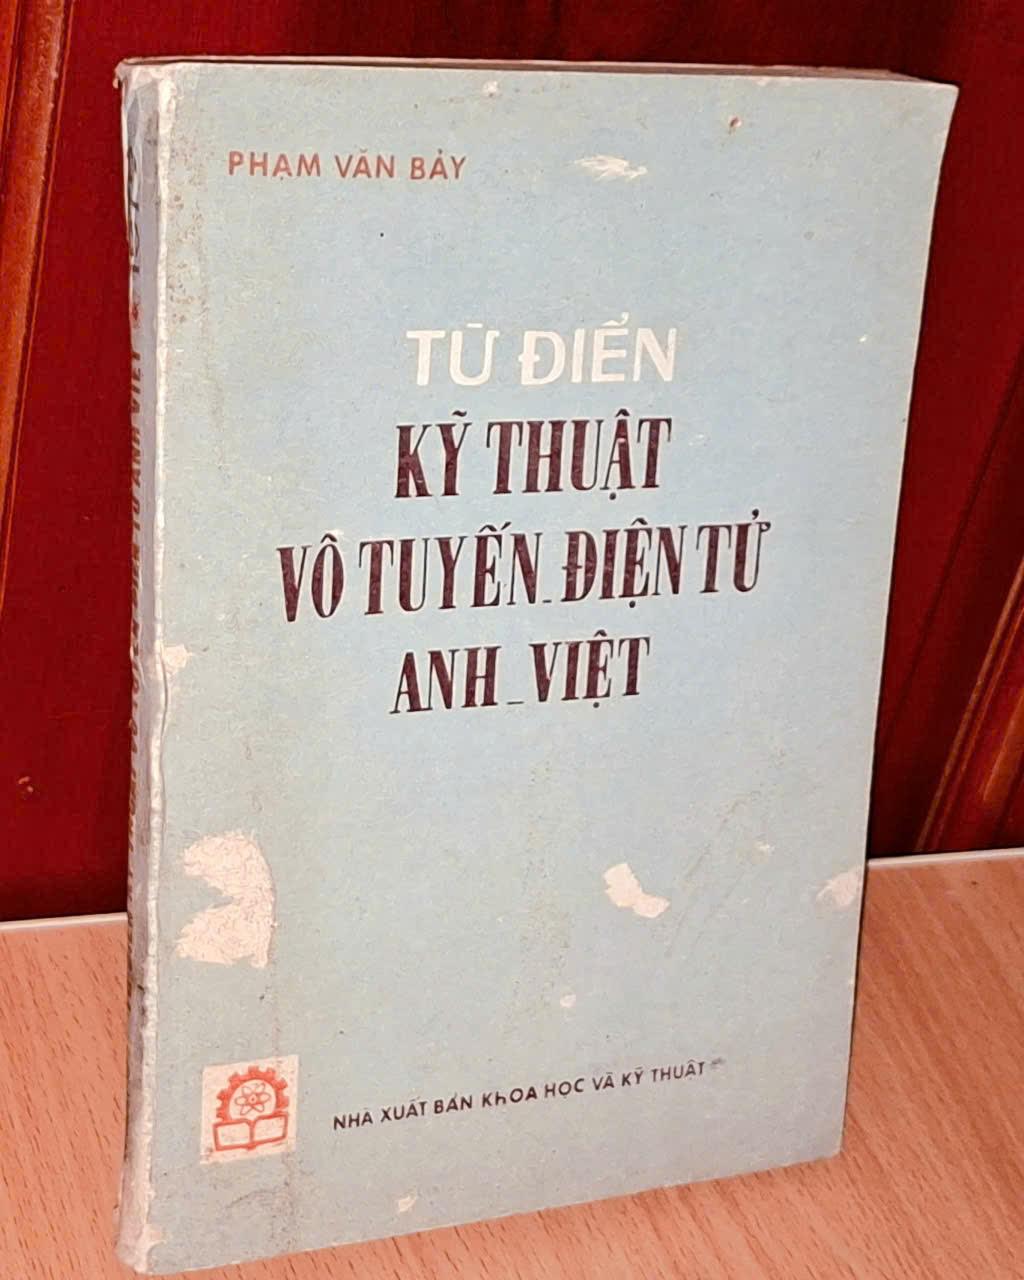 PHẠM VĂN BẢY
TỪ ĐIỂN
KỸ THUẬT
VÔ TUYẾN_ĐIỆN TỬ
ANH_VIỆT
NHÀ XUẤT BẢN KHOA HỌC VÀ KỸ THUẬT